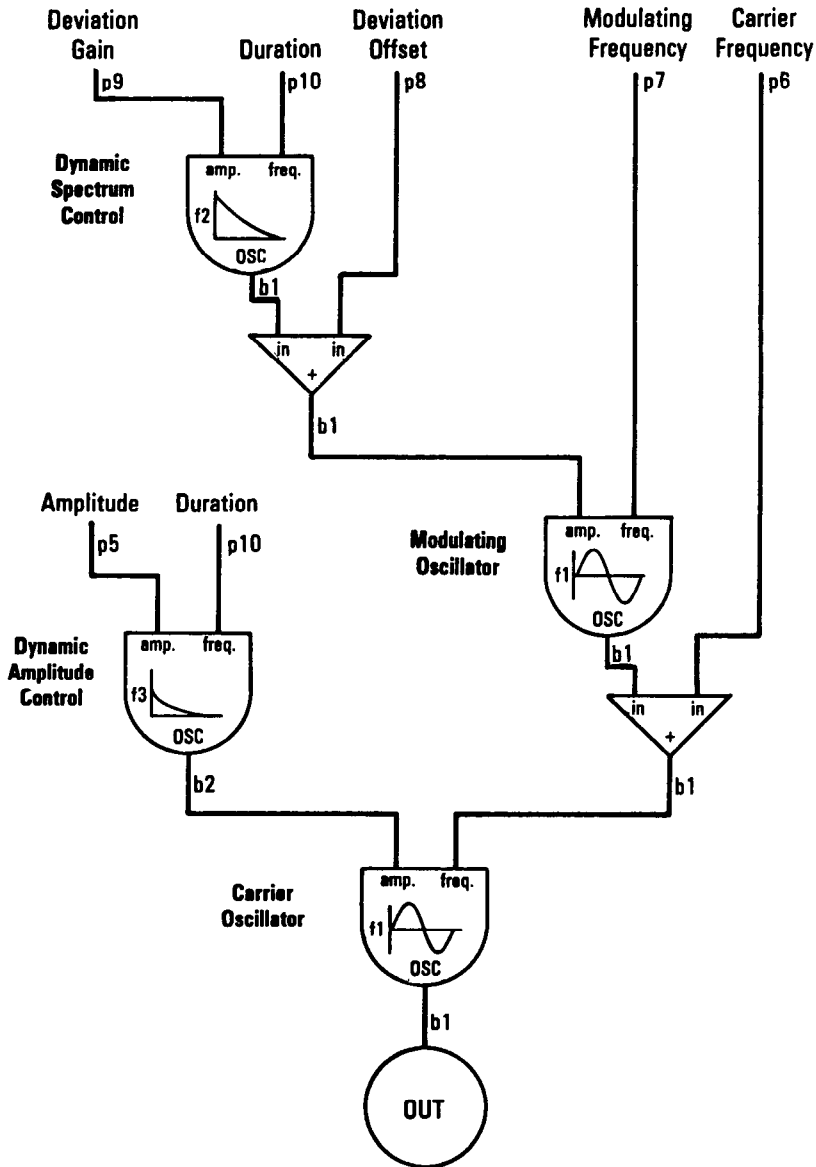 Deviation
Gain
Duration
Deviation
Offset
Modulating
Frequency
Carrier
Frequency
p9
p10
p8
p7
p6
Dynamic
Spectrum
Control
amp.
freq.
f2
OSC
b1
in
in
+
b1
Amplitude
Duration
p5
p10
Modulating
Oscillator
amp.
freq.
f1
OSC
b1
Dynamic
Amplitude
Control
amp.
freq.
f3
OSC
in
in
+
b2
b1
Carrier
Oscillator
amp.
freq.
f1
OSC
b1
OUT